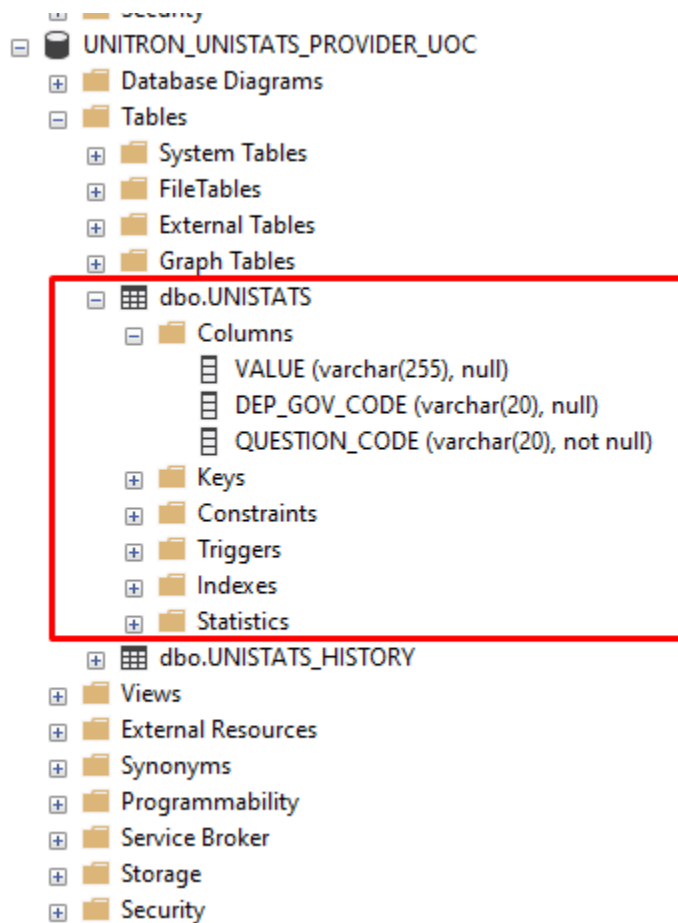 Security
UNITRON_UNISTATS_PROVIDER_UOC
Database Diagrams
Tables
System Tables
FileTables
External Tables
Graph Tables
dbo.UNISTATS
Columns
VALUE (varchar(255), null)
DEP_GOV_CODE (varchar(20), null)
QUESTION_CODE (varchar(20), not null)
Keys
Constraints
Triggers
Indexes
Statistics
dbo.UNISTATS_HISTORY
Views
External Resources
Synonyms
Programmability
Service Broker
Storage
Security